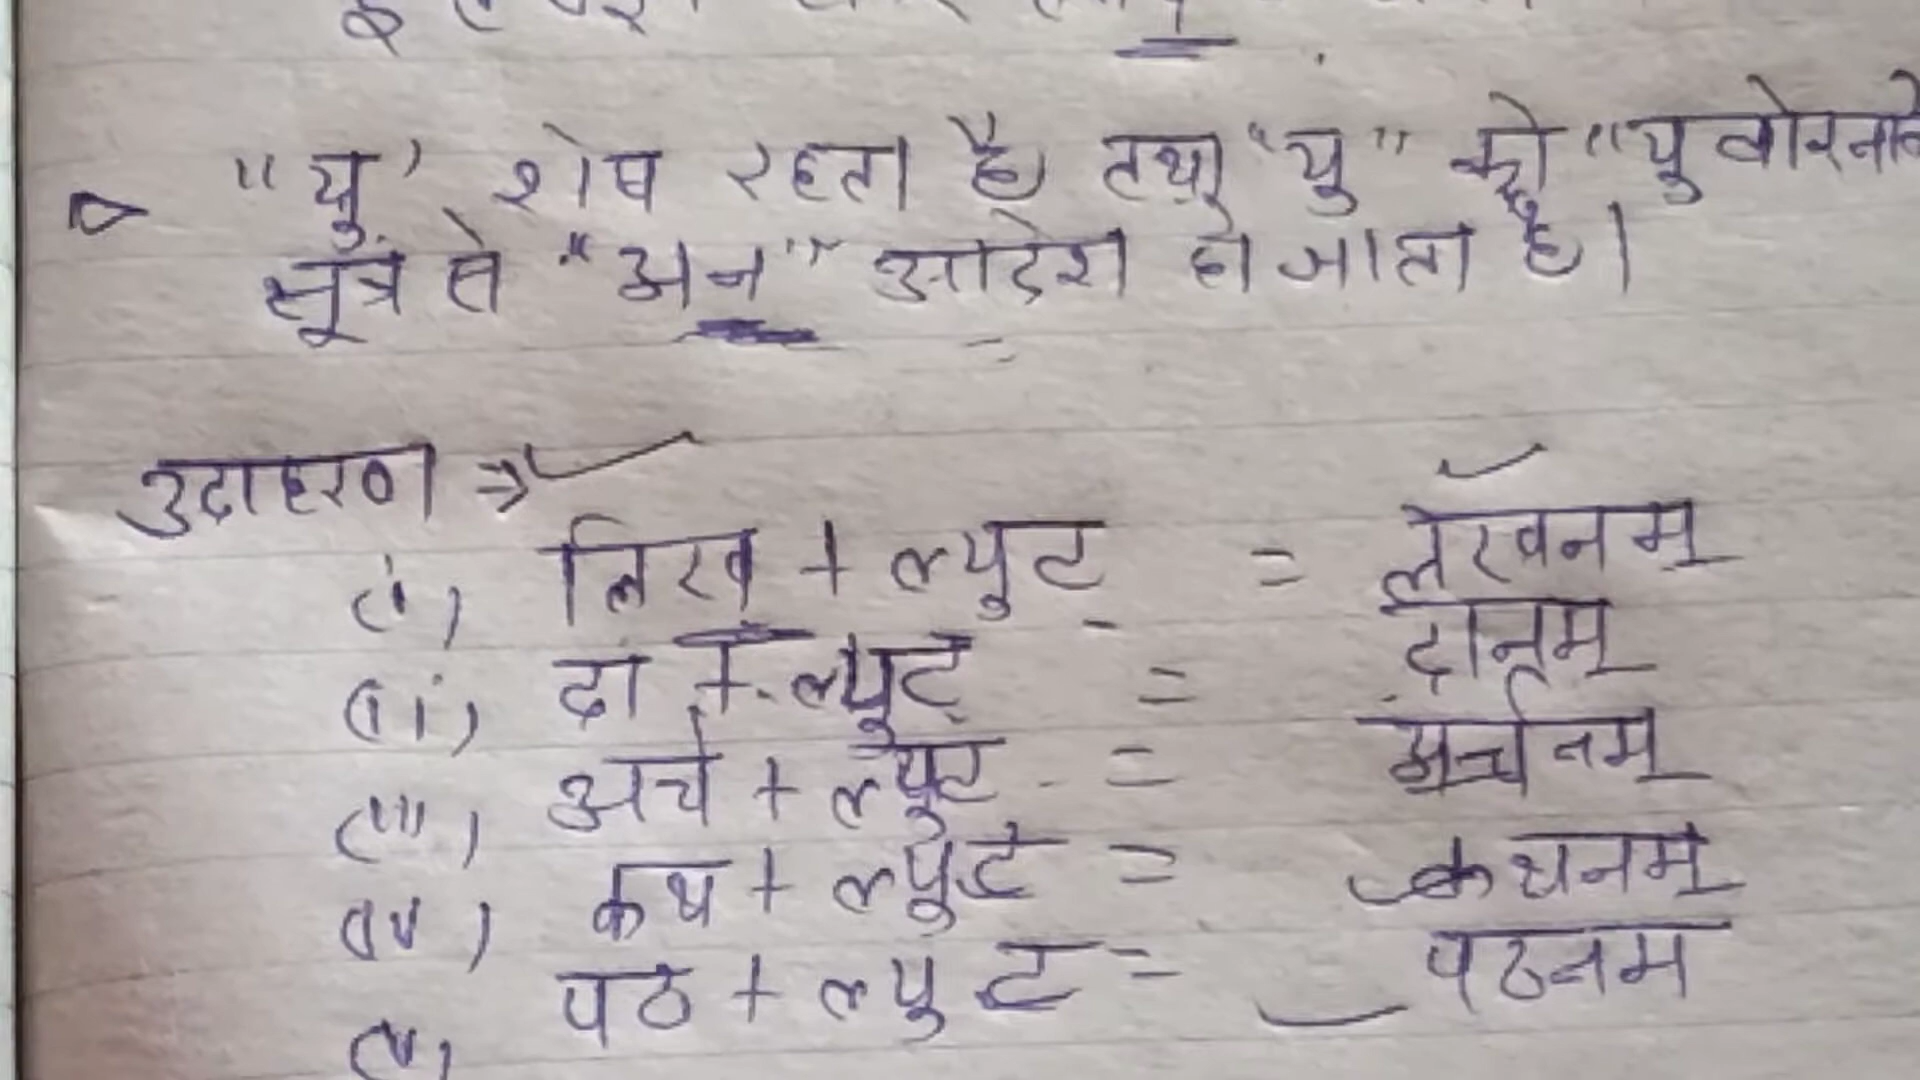 "यु' शेष रहता है तथा "यु" को "युवोरनाके
सूत्र से "अन" आदेश हो जाता है।
उदाहरण ⇒
(i) लिख + ल्युट = लेखनम्
(ii) दा + ल्युट = दानम्
(iii) अर्च + ल्युट = अर्चनम्
(iv) कथ + ल्युट = कथनम्
(v) पठ + ल्युट = पठनम